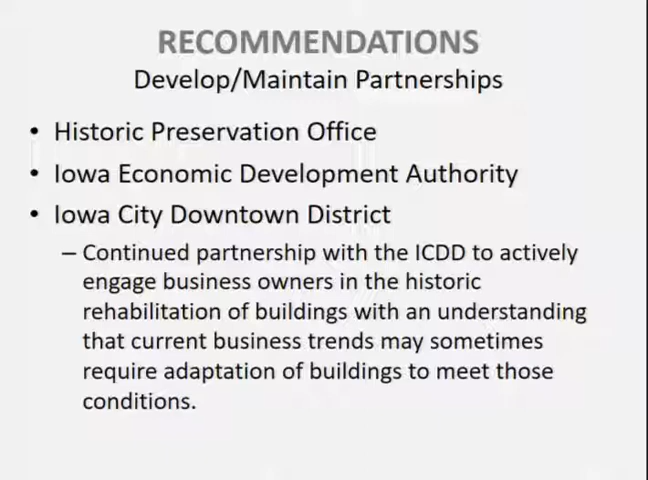 RECOMMENDATIONS
Develop/Maintain Partnerships
• Historic Preservation Office
• Iowa Economic Development Authority
• Iowa City Downtown District
– Continued partnership with the ICDD to actively
engage business owners in the historic
rehabilitation of buildings with an understanding
that current business trends may sometimes
require adaptation of buildings to meet those
conditions.